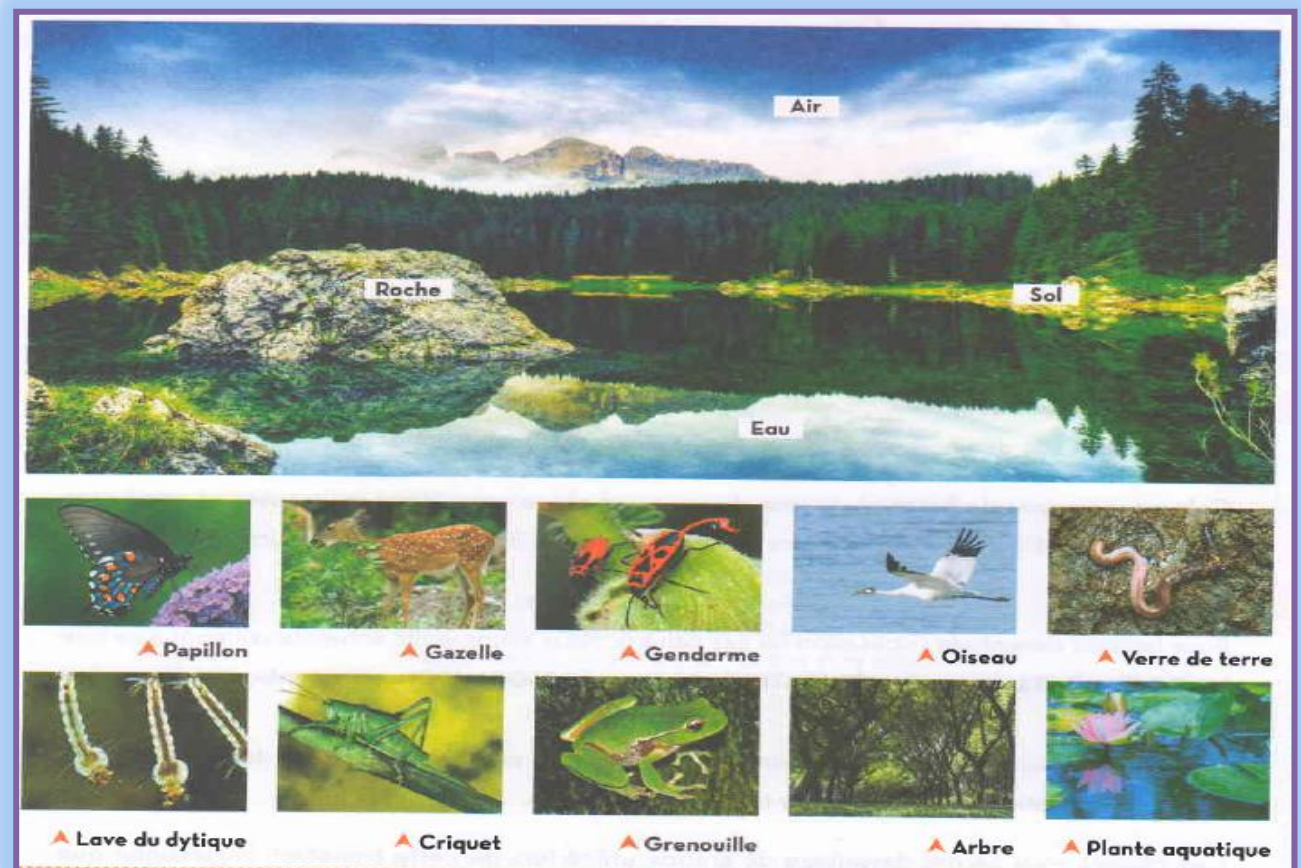 Air
Roche
Sol
Eau
Papillon
Gazelle
Gendarme
Oiseau
Verre de terre
Lave du dytique
Criquet
Grenouille
Arbre
Plante aquatique